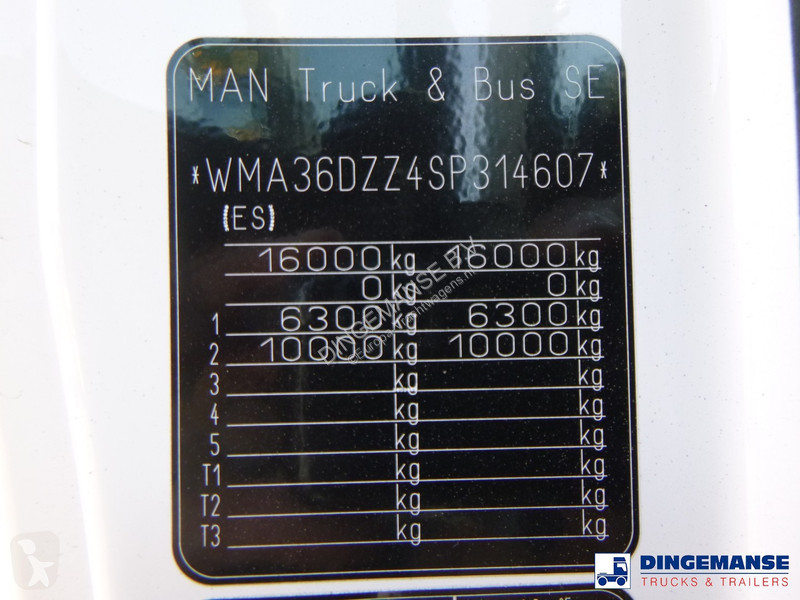 MAN Truck & Bus SE
*WMA36DZZ4SP314607*
(ES)
16000 kg 16000 kg
0 kg 0 kg
1 6300 kg 6300 kg
2 10000 kg 10000 kg
3 kg kg
4 kg kg
5 kg kg
T1 kg kg
T2 kg kg
T3 kg kg
DINGEMANSE B.V.
DINGEMANSE
TRUCKS & TRAILERS